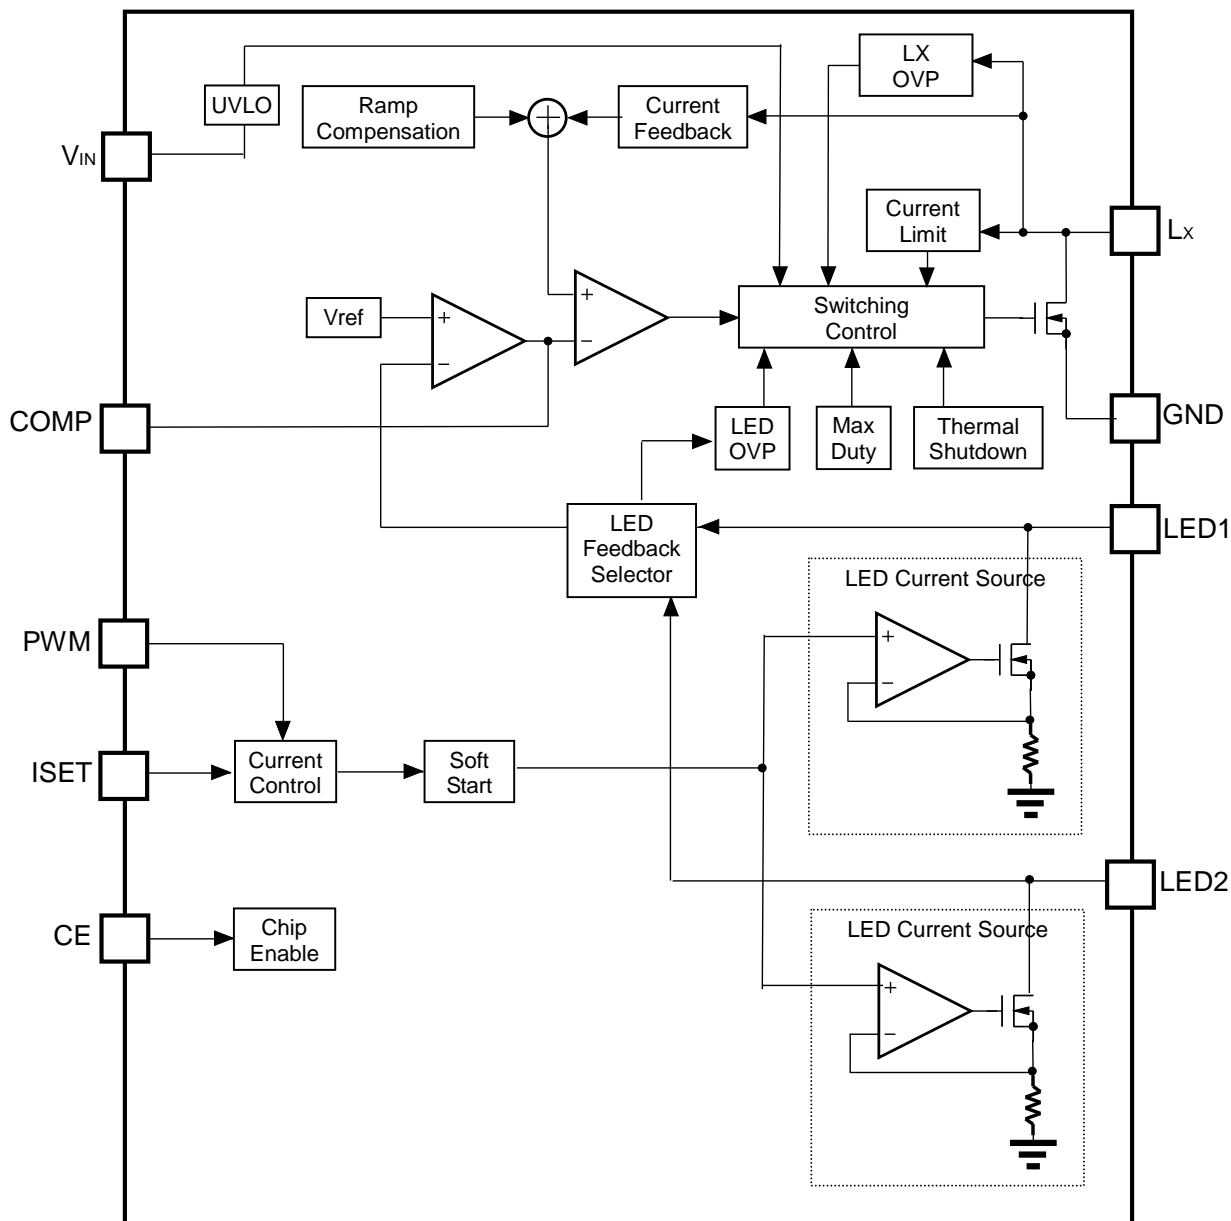 LX
OVP
UVLO
Ramp
Compensation
Current
Feedback
VIN
Current
Limit
LX
Vref
+
−
+
−
Switching
Control
COMP
GND
LED
OVP
Max
Duty
Thermal
Shutdown
LED
Feedback
Selector
LED1
LED Current Source
PWM
+
−
ISET
Current
Control
Soft
Start
LED2
CE
Chip
Enable
LED Current Source
+
−